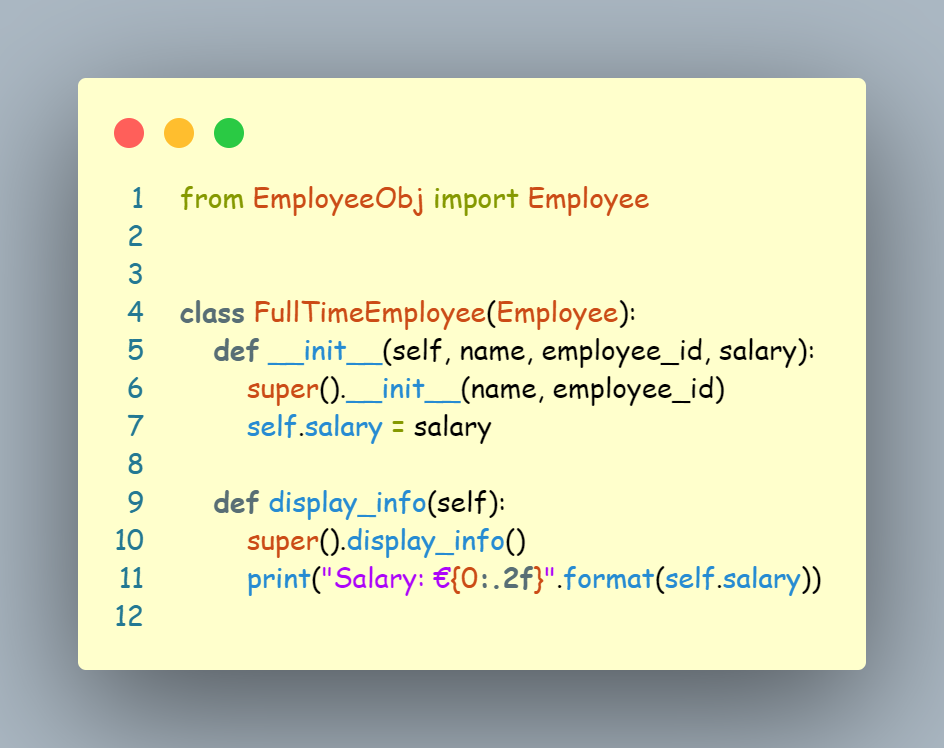 1 from EmployeeObj import Employee
2
3
4 class FullTimeEmployee(Employee):
5     def __init__(self, name, employee_id, salary):
6         super().__init__(name, employee_id)
7         self.salary = salary
8
9     def display_info(self):
10         super().display_info()
11         print("Salary: €{0:.2f}".format(self.salary))
12